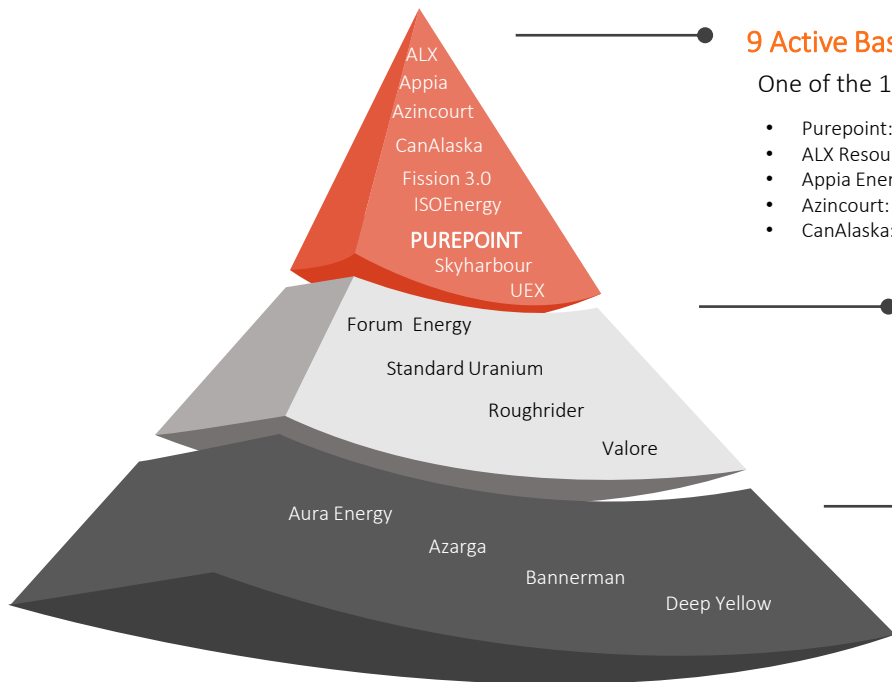 ALX
Appia
Azincourt
CanAlaska
Fission 3.0
ISOEnergy
PUREPOINT
Skyharbour
UEX
Forum Energy
Standard Uranium
Roughrider
Valore
Aura Energy
Azarga
Bannerman
Deep Yellow
9 Active Bas
One of the 1
• Purepoint:
• ALX Resou
• Appia Ener
• Azincourt:
• CanAlaska: